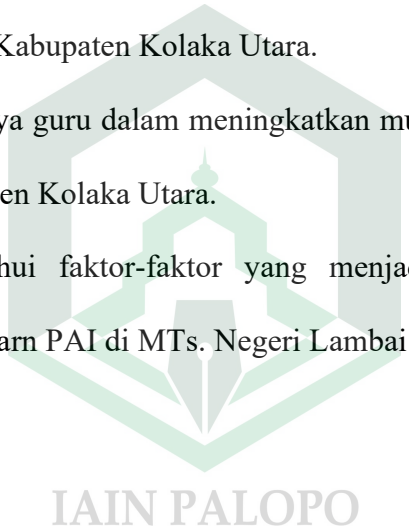 Kabupaten Kolaka Utara.
ya guru dalam meningkatkan mu
en Kolaka Utara.
hui faktor-faktor yang menjad
arn PAI di MTs. Negeri Lambai
IAIN PALOPO